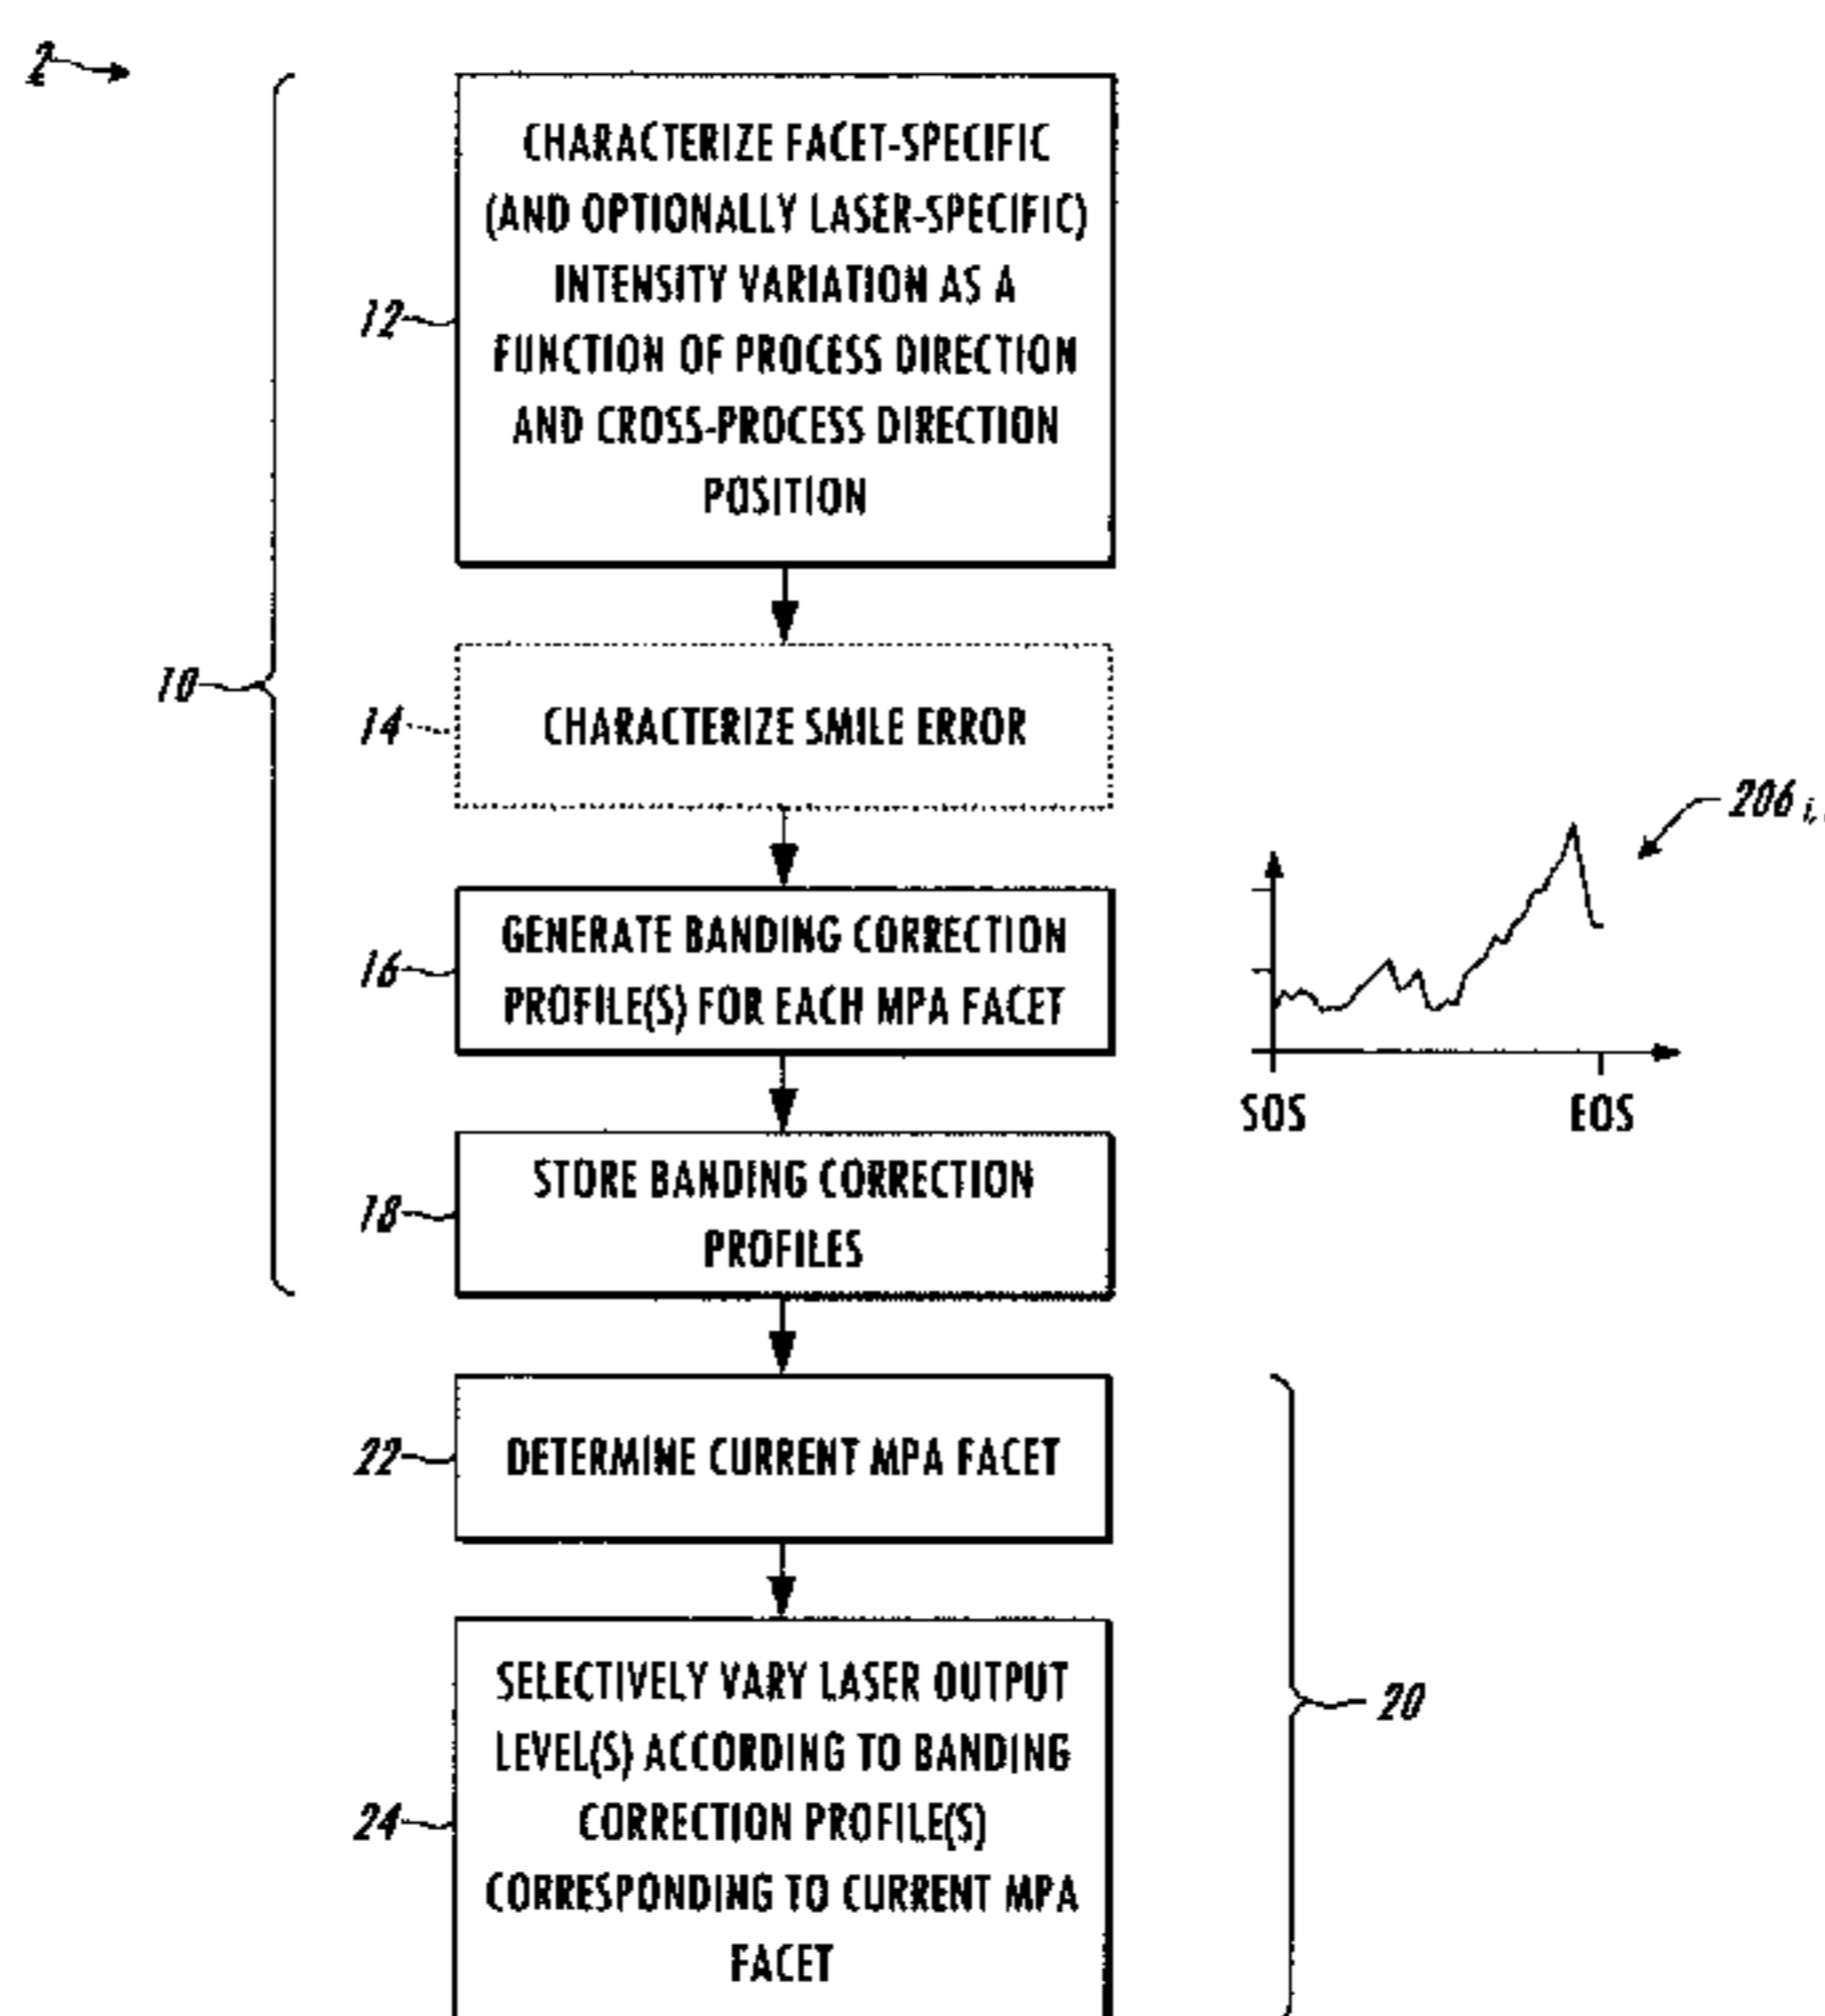 2
CHARACTERIZE FACET-SPECIFIC
(AND OPTIONALLY LASER-SPECIFIC)
INTENSITY VARIATION AS A
FUNCTION OF PROCESS DIRECTION
AND CROSS-PROCESS DIRECTION
POSITION
12
10
14
CHARACTERIZE SMILE ERROR
206 i,
16
GENERATE BANDING CORRECTION
PROFILE(S) FOR EACH MPA FACET
SOS
EOS
18
STORE BANDING CORRECTION
PROFILES
22
DETERMINE CURRENT MPA FACET
20
24
SELECTIVELY VARY LASER OUTPUT
LEVEL(S) ACCORDING TO BANDING
CORRECTION PROFILE(S)
CORRESPONDING TO CURRENT MPA
FACET